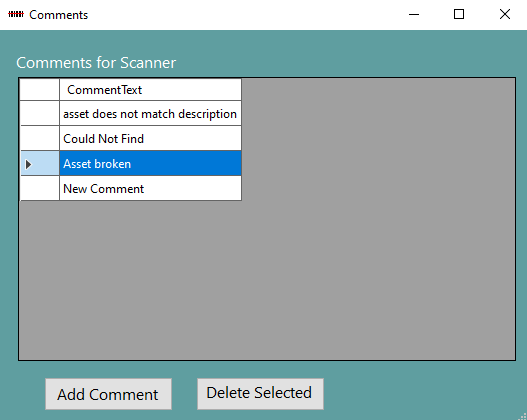 Comments
Comments for Scanner
CommentText
asset does not match description
Could Not Find
Asset broken
New Comment
Add Comment
Delete Selected